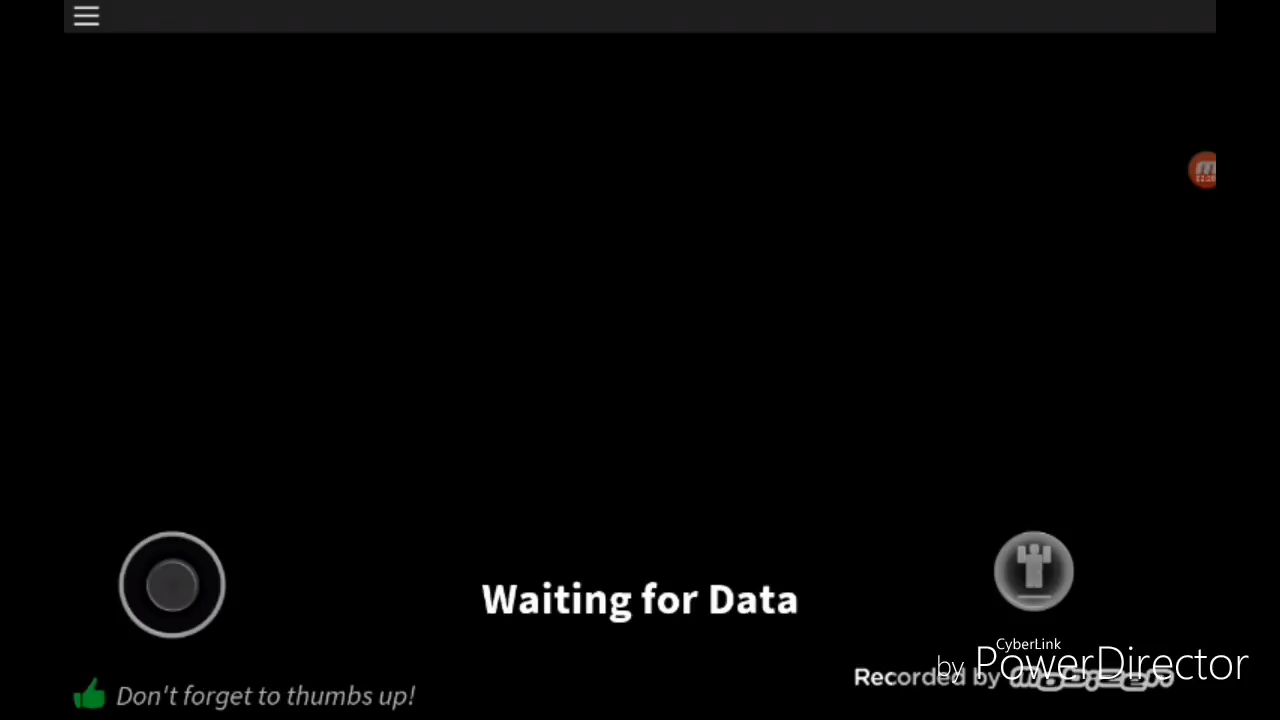 Waiting for Data
CyberLink
by PowerDirector
Recorded by
Don't forget to thumbs up!